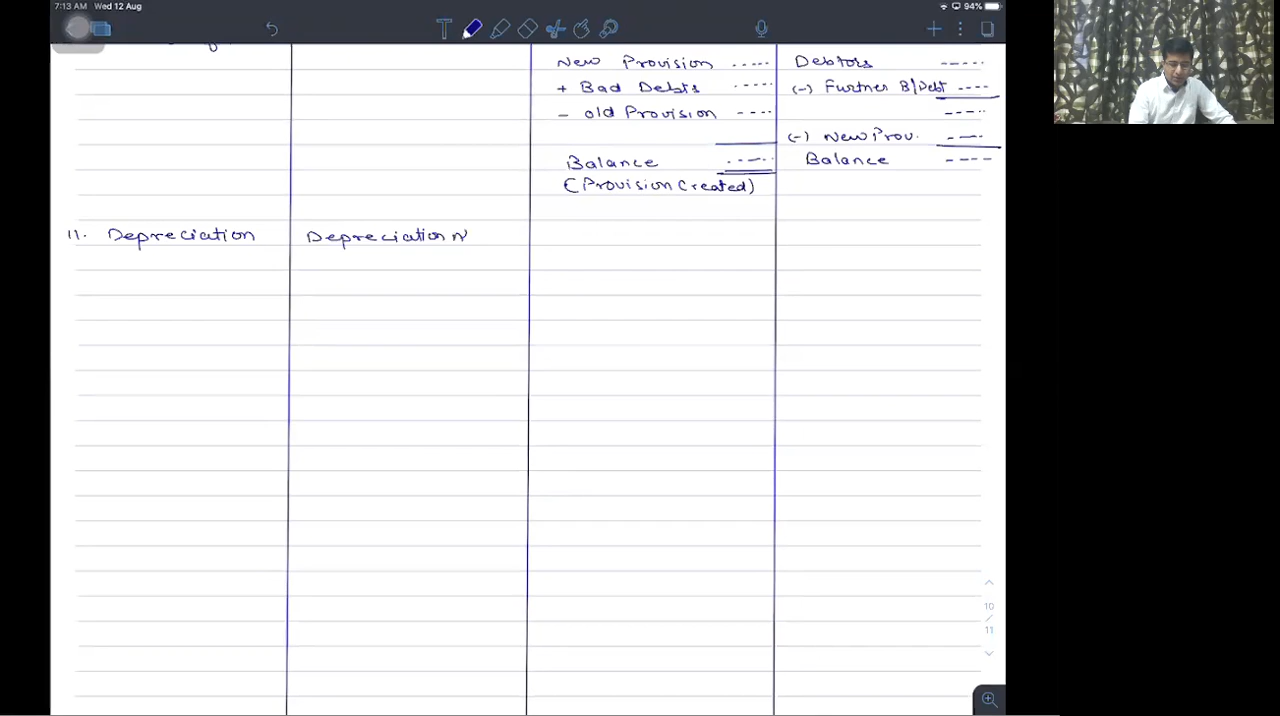 7:13 AM Wed 12 Aug
94%
T
New Provision ..... 
+ Bad Debts .....
- old Provision ----
Balance .----.
(Provision Created)
Debtors -----
(-) Further B/Debt ----
-----
(-) New Prov. ----
Balance ----
11. Depreciation
Depreciation A/
10
/
11